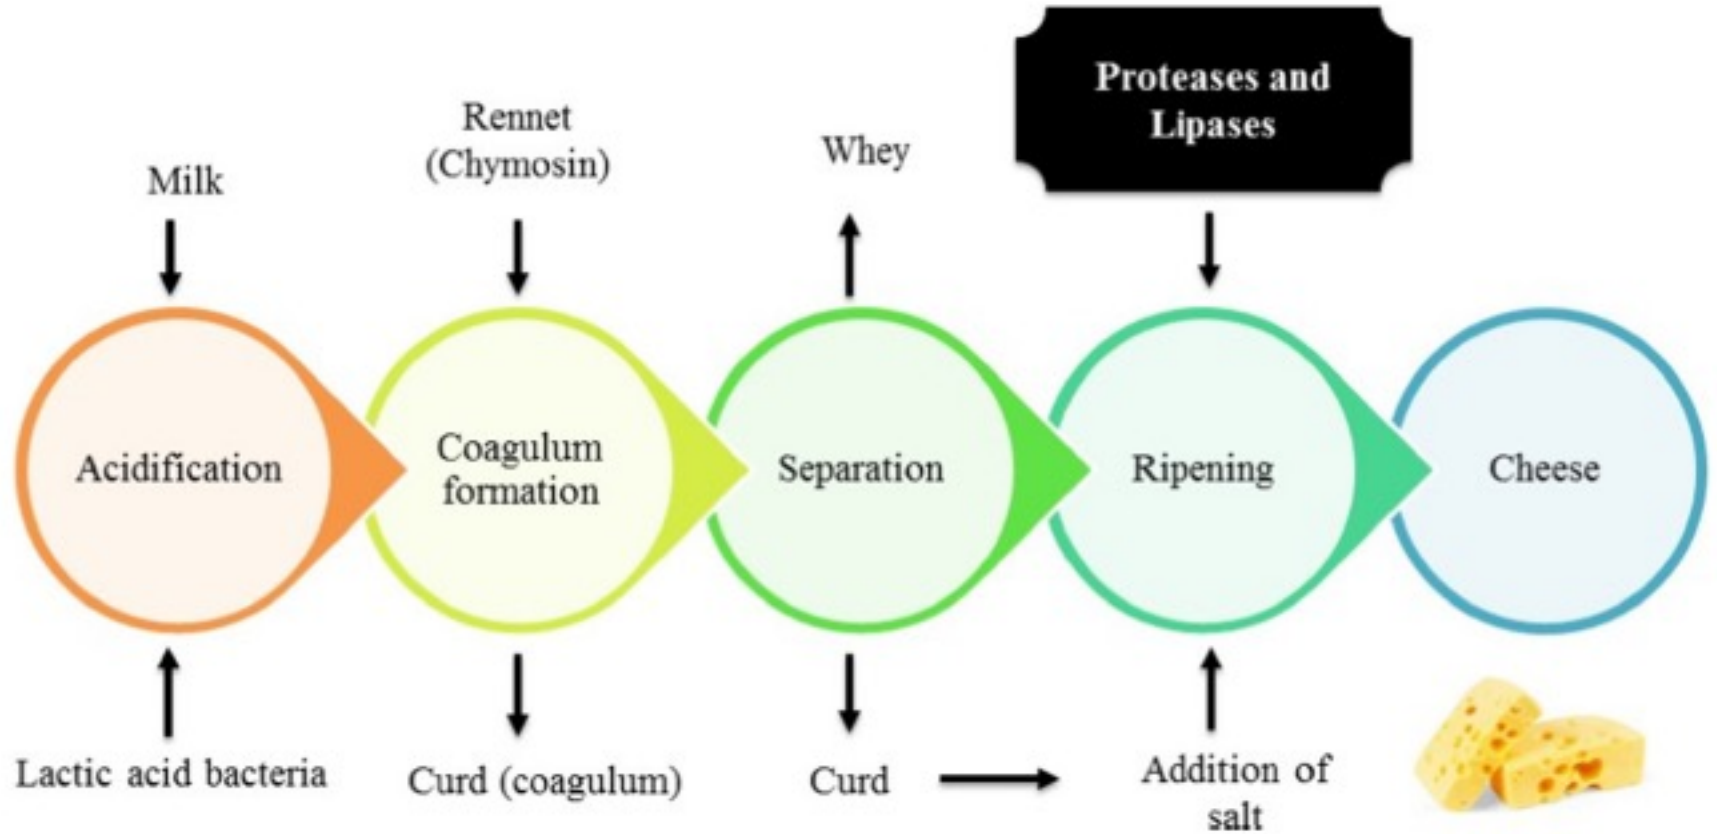 Milk
Rennet
(Chymosin)
Whey
Proteases and
Lipases
Acidification
Coagulum
formation
Separation
Ripening
Cheese
Lactic acid bacteria
Curd (coagulum)
Curd
Addition of
salt